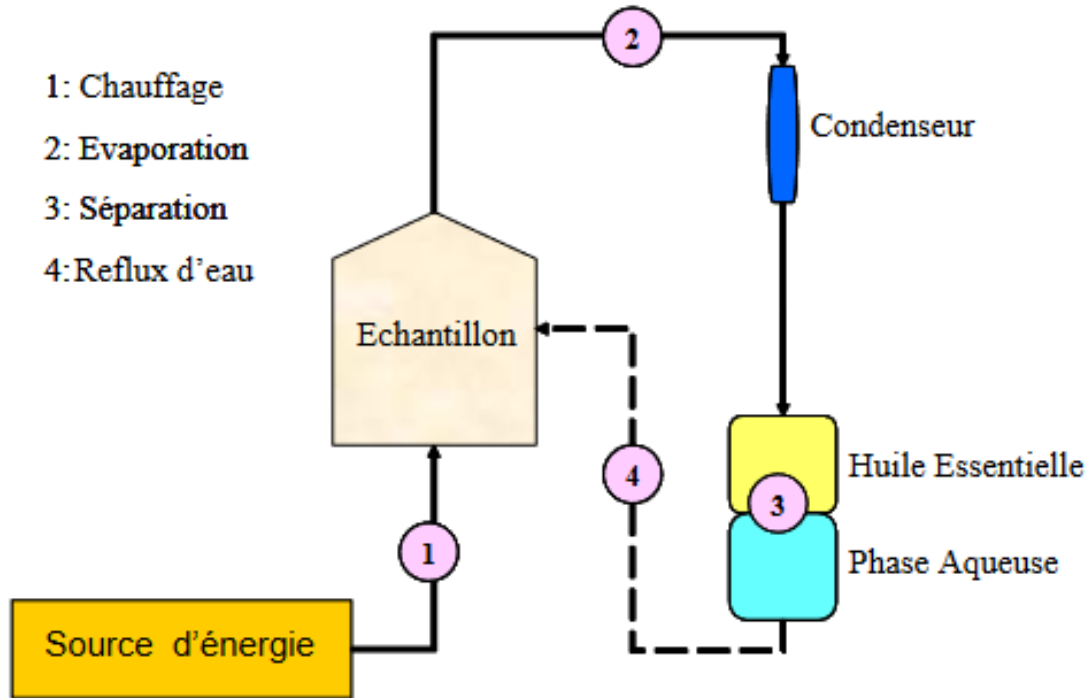 1: Chauffage
2: Evaporation
3: Séparation
4: Reflux d'eau
2
Condenseur
Echantillon
4
Huile Essentielle
3
Phase Aqueuse
1
Source d'énergie